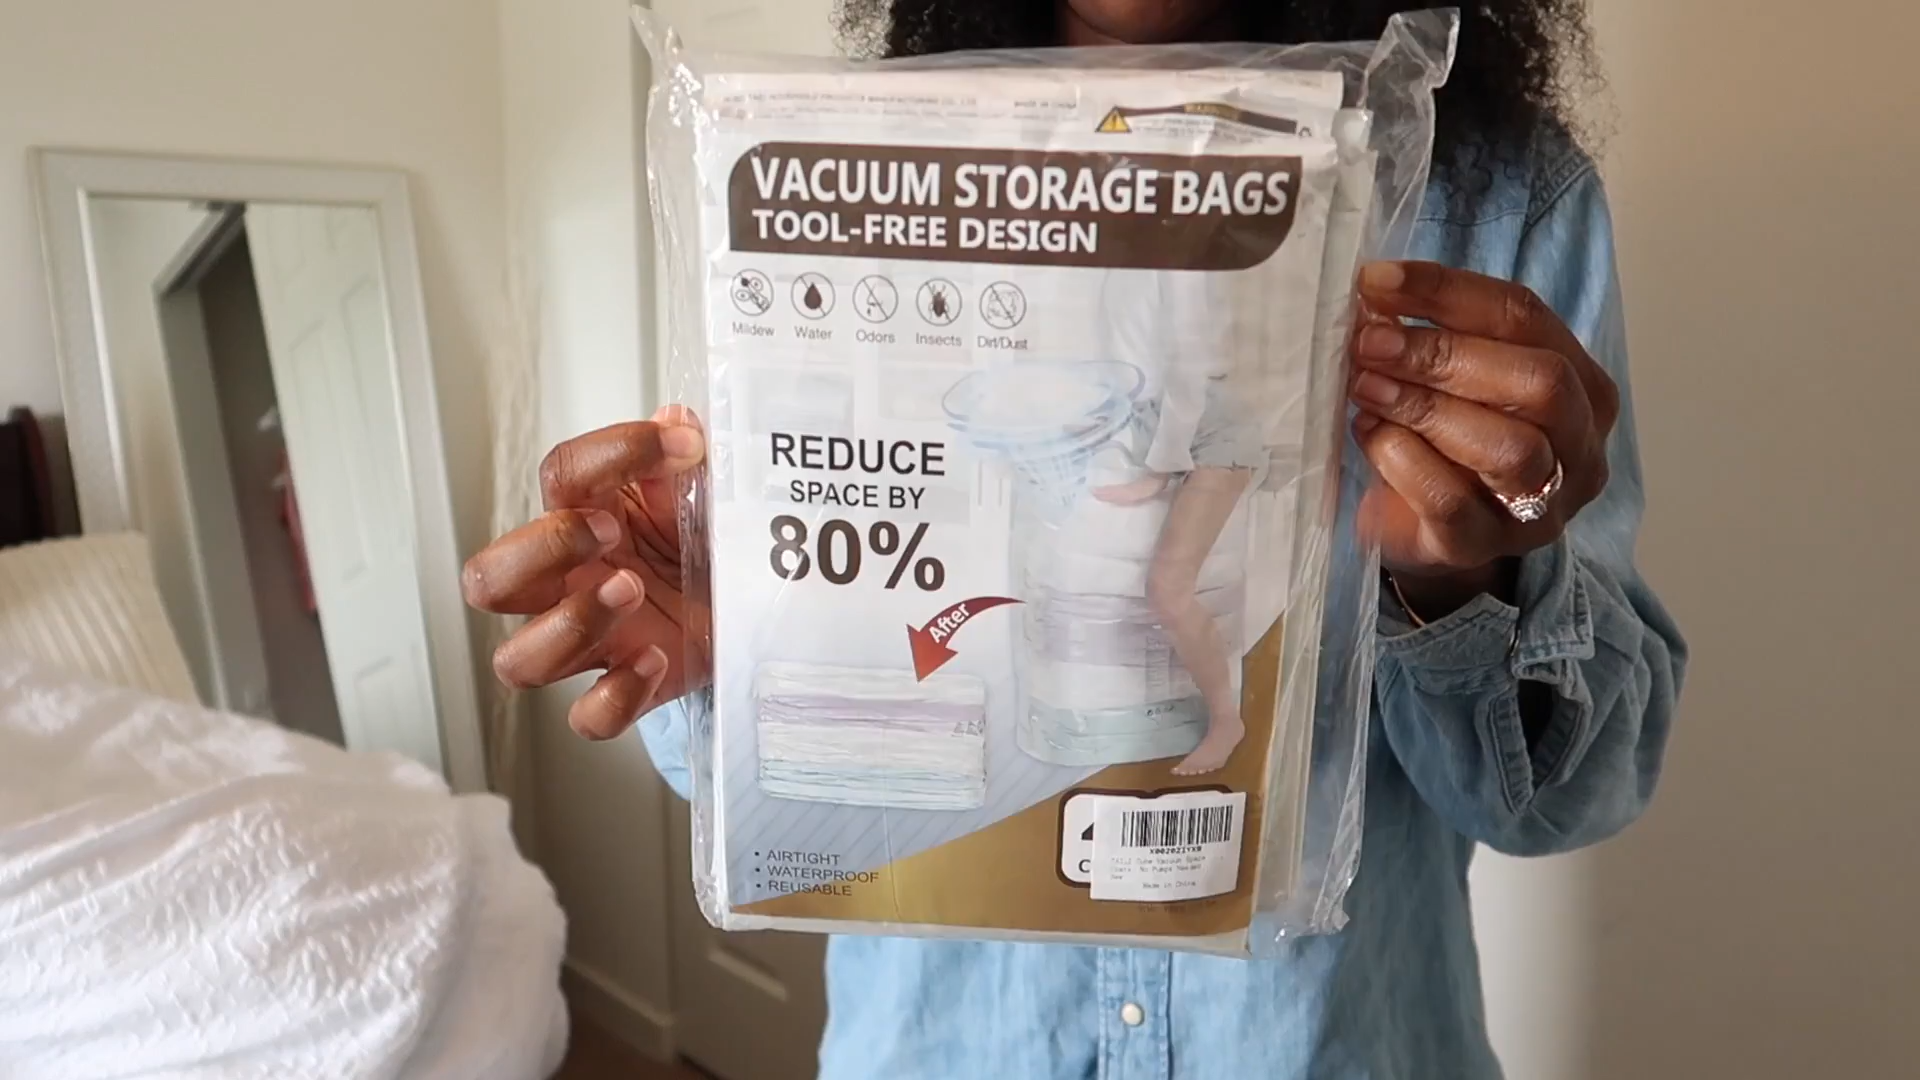 VACUUM STORAGE BAGS
TOOL-FREE DESIGN
Mildew Water Odors Insects Dirt/Dust
REDUCE
SPACE BY
80%
After
• AIRTIGHT
• WATERPROOF
• REUSABLE
Made in China